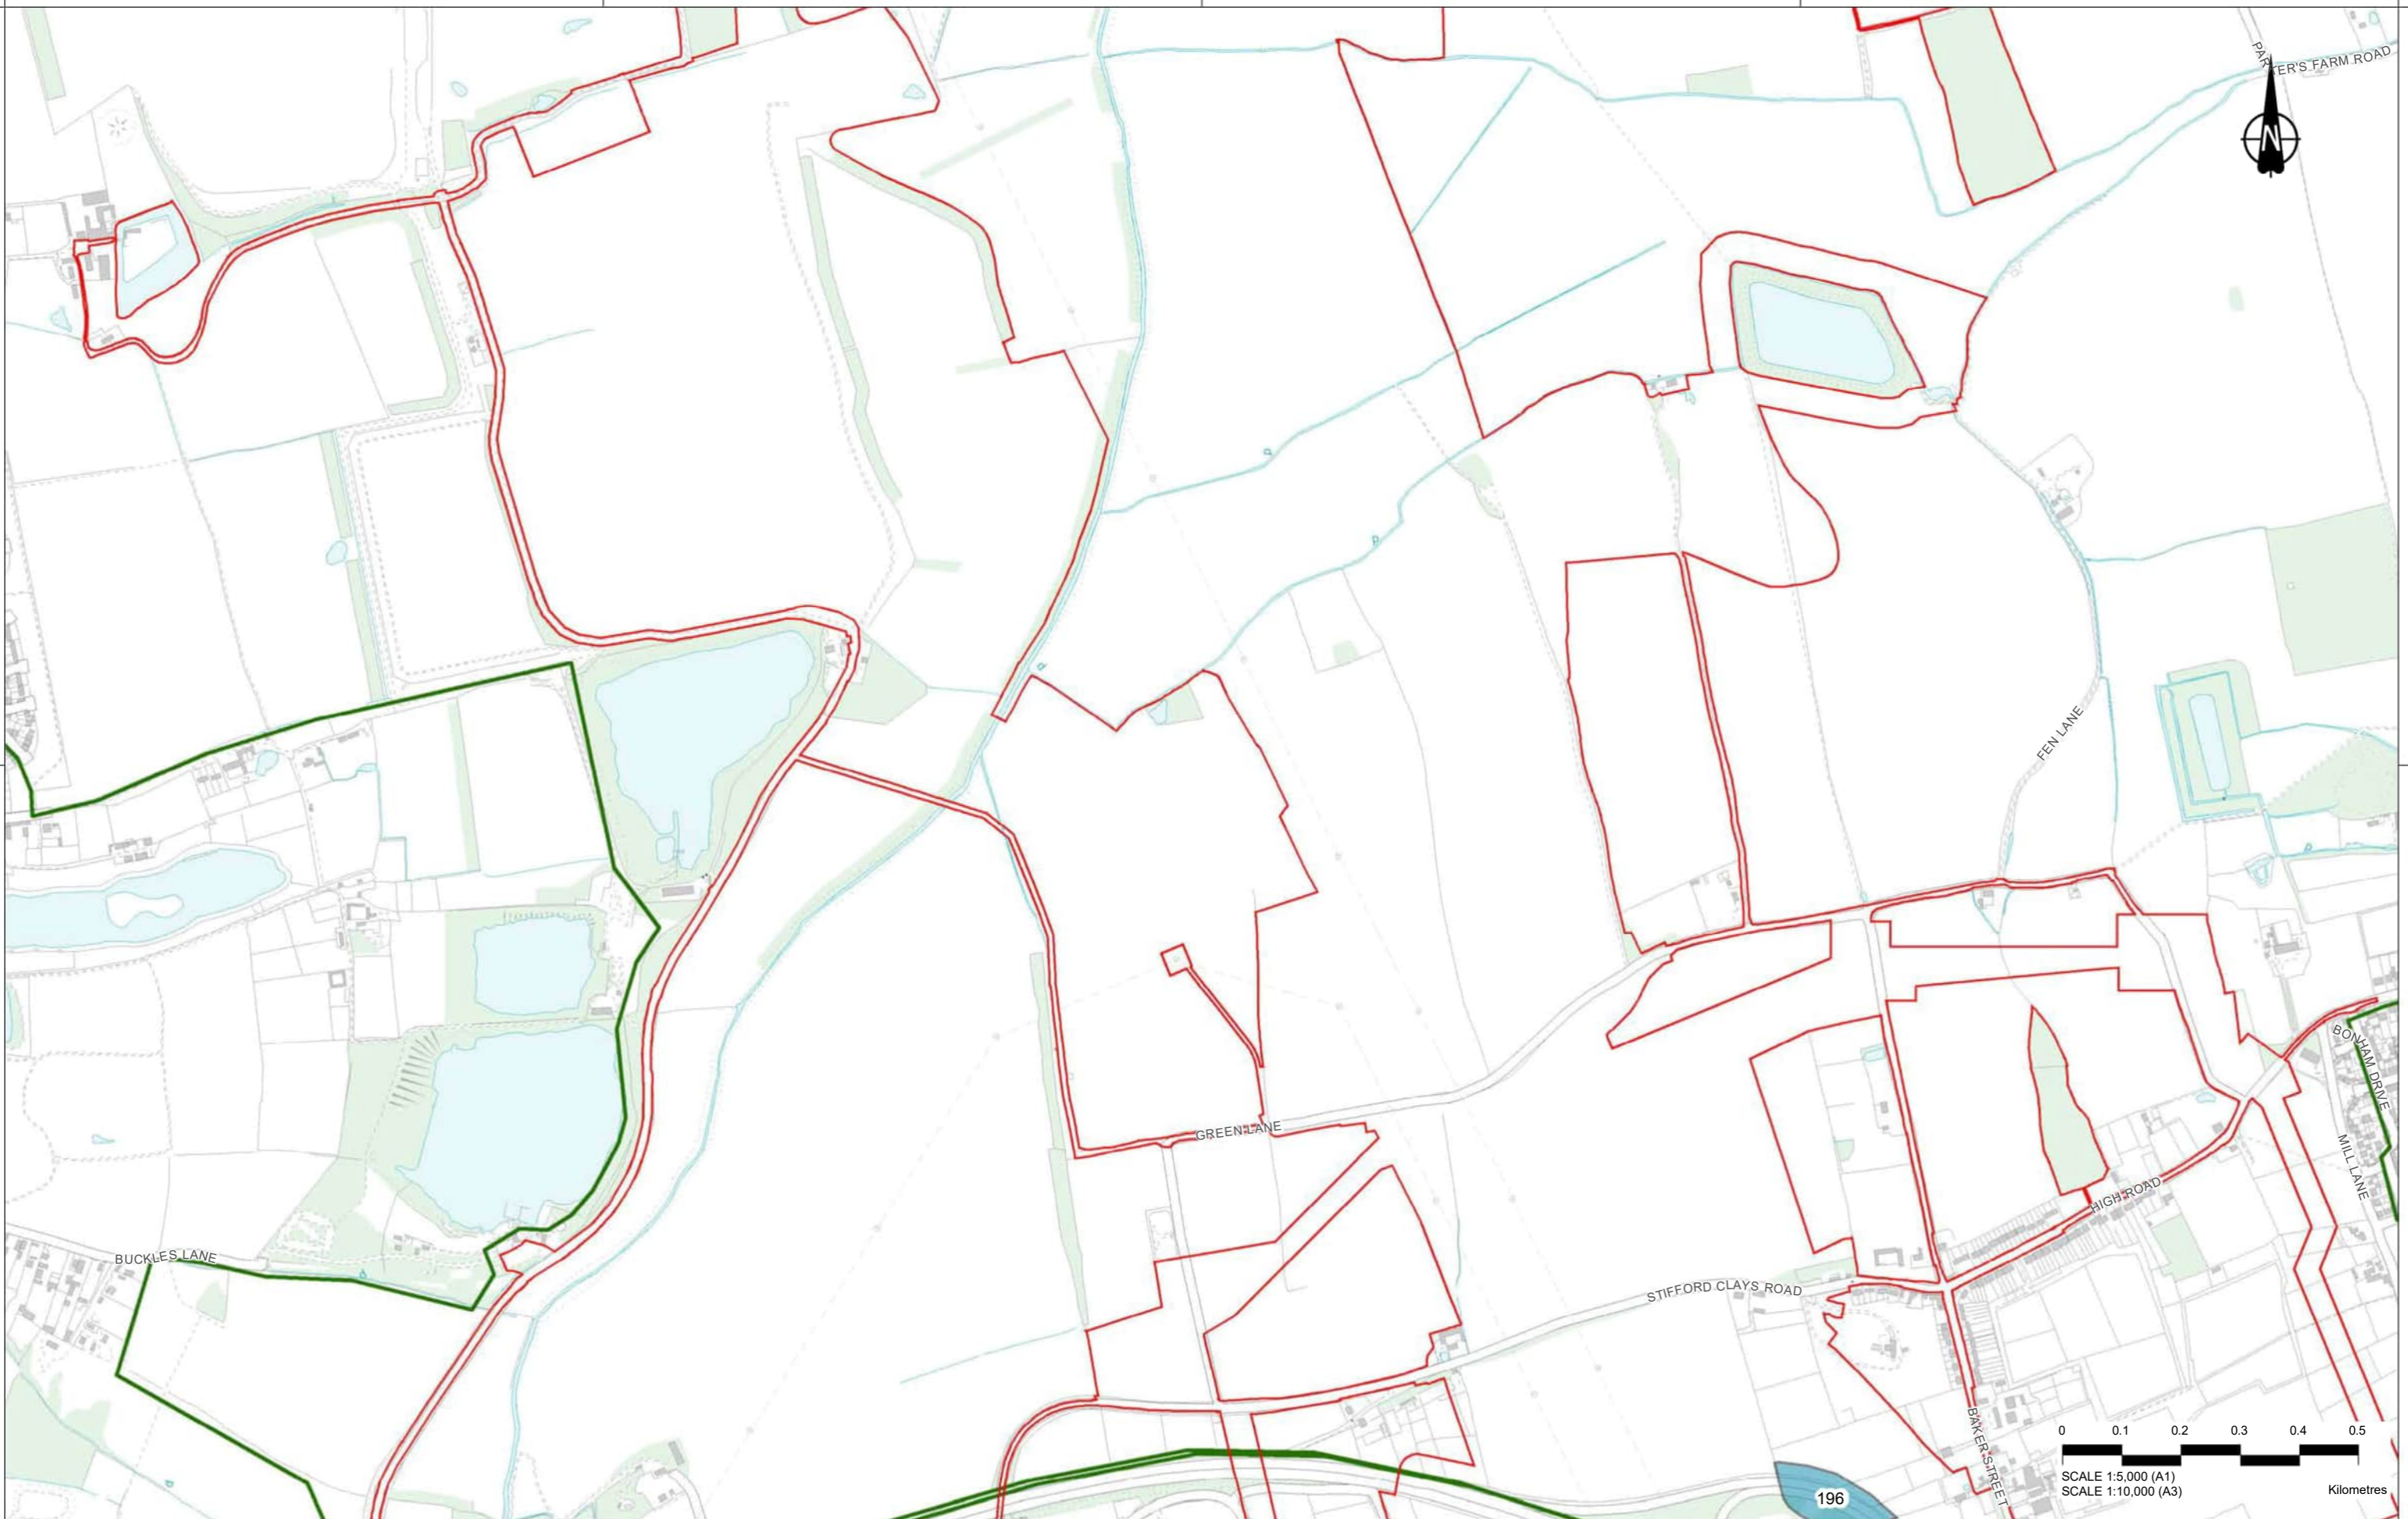 PARKER'S FARM ROAD
N
FEN LANE
BONHAM DRIVE
MILL LANE
GREEN LANE
HIGH ROAD
BUCKLES LANE
STIFFORD CLAYS ROAD
BAKER STREET
0 0.1 0.2 0.3 0.4 0.5
SCALE 1:5,000 (A1)
SCALE 1:10,000 (A3)
Kilometres
196